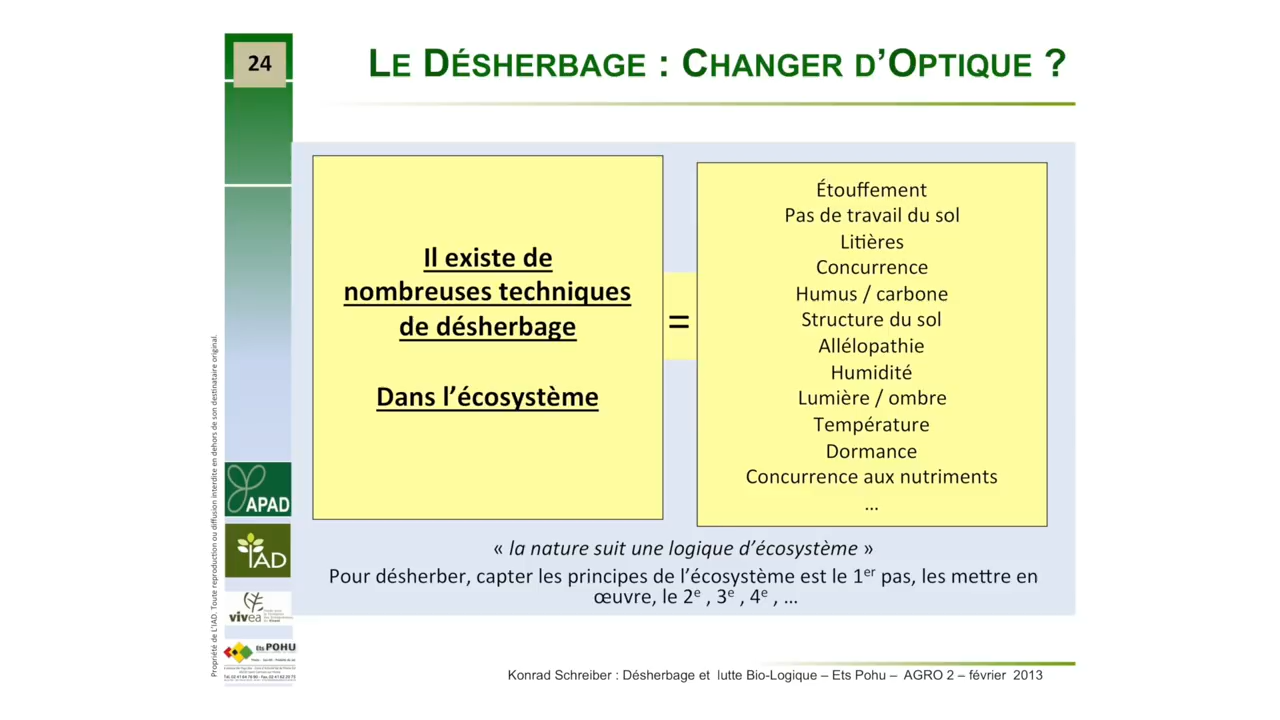 24
LE DÉSHERBAGE : CHANGER D'OPTIQUE ?
Il existe de
nombreuses techniques
de désherbage
Dans l'écosystème
=
Étouffement
Pas de travail du sol
Litières
Concurrence
Humus / carbone
Structure du sol
Allélopathie
Humidité
Lumière / ombre
Température
Dormance
Concurrence aux nutriments
…
« la nature suit une logique d'écosystème »
Pour désherber, capter les principes de l'écosystème est le 1er pas, les mettre en
œuvre, le 2e , 3e , 4e , …
Propriété de L'IAD. Toute reproduction ou diffusion interdite en dehors de son destinataire original.
APAD
IAD
vivea
Ets POHU
Konrad Schreiber : Désherbage et lutte Bio-Logique – Ets Pohu – AGRO 2 – février 2013